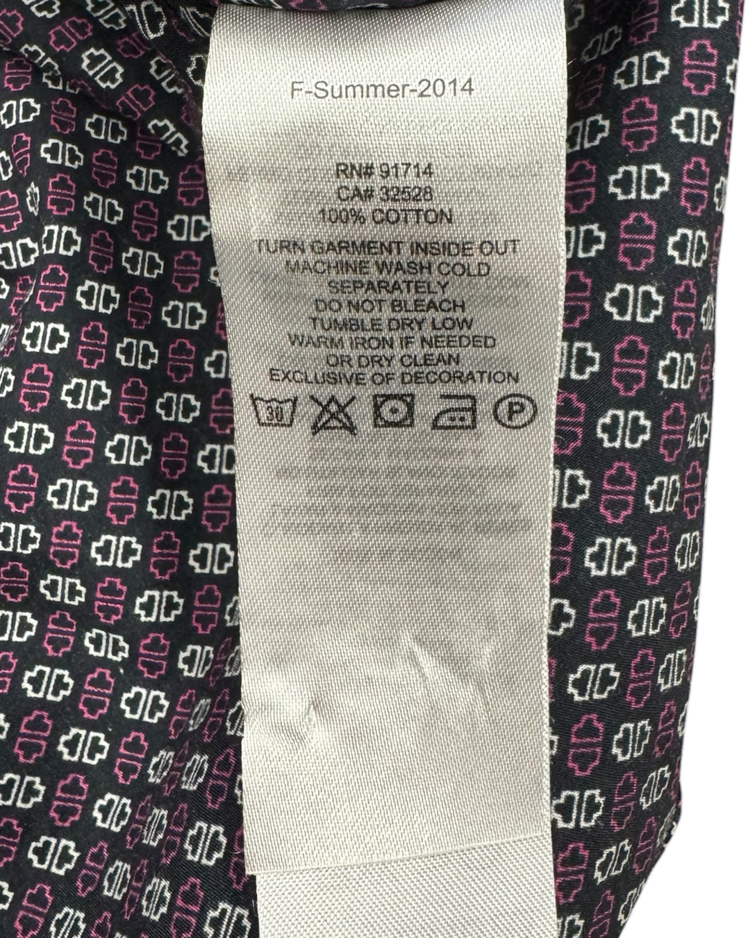 F-Summer-2014
RN# 91714
CA# 32528
100% COTTON
TURN GARMENT INSIDE OUT
MACHINE WASH COLD
SEPARATELY
DO NOT BLEACH
TUMBLE DRY LOW
WARM IRON IF NEEDED
OR DRY CLEAN
EXCLUSIVE OF DECORATION
30
P